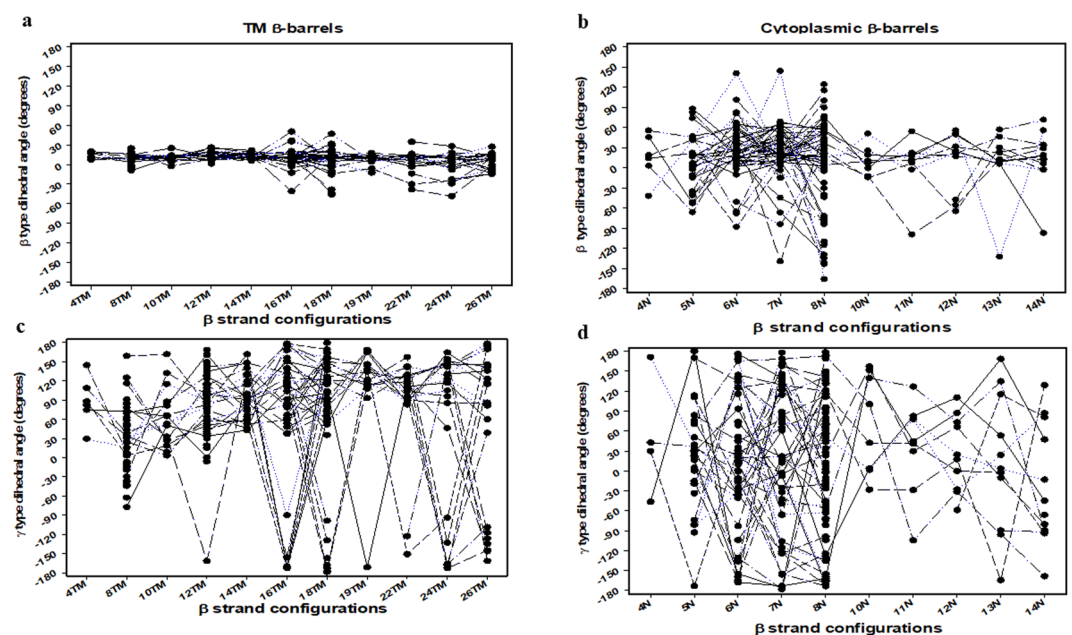 a
TM β-barrels
β type dihedral angle (degrees)
180
150
120
90
60
30
0
-30
-60
-90
-120
-150
-180
4TM 8TM 10TM 12TM 14TM 16TM 18TM 19TM 22TM 24TM 26TM
β strand configurations
b
Cytoplasmic β-barrels
β type dihedral angle (degrees)
180
150
120
90
60
30
0
-30
-60
-90
-120
-150
-180
4N 5N 6N 7N 8N 10N 11N 12N 13N 14N
β strand configurations
c
γ type dihedral angle (degrees)
180
150
120
90
60
30
0
-30
-60
-90
-120
-150
-180
4TM 8TM 10TM 12TM 14TM 16TM 18TM 19TM 22TM 24TM 26TM
β strand configurations
d
γ type dihedral angle (degrees)
180
150
120
90
60
30
0
-30
-60
-90
-120
-150
-180
4N 5N 6N 7N 8N 10N 11N 12N 13N 14N
β strand configurations